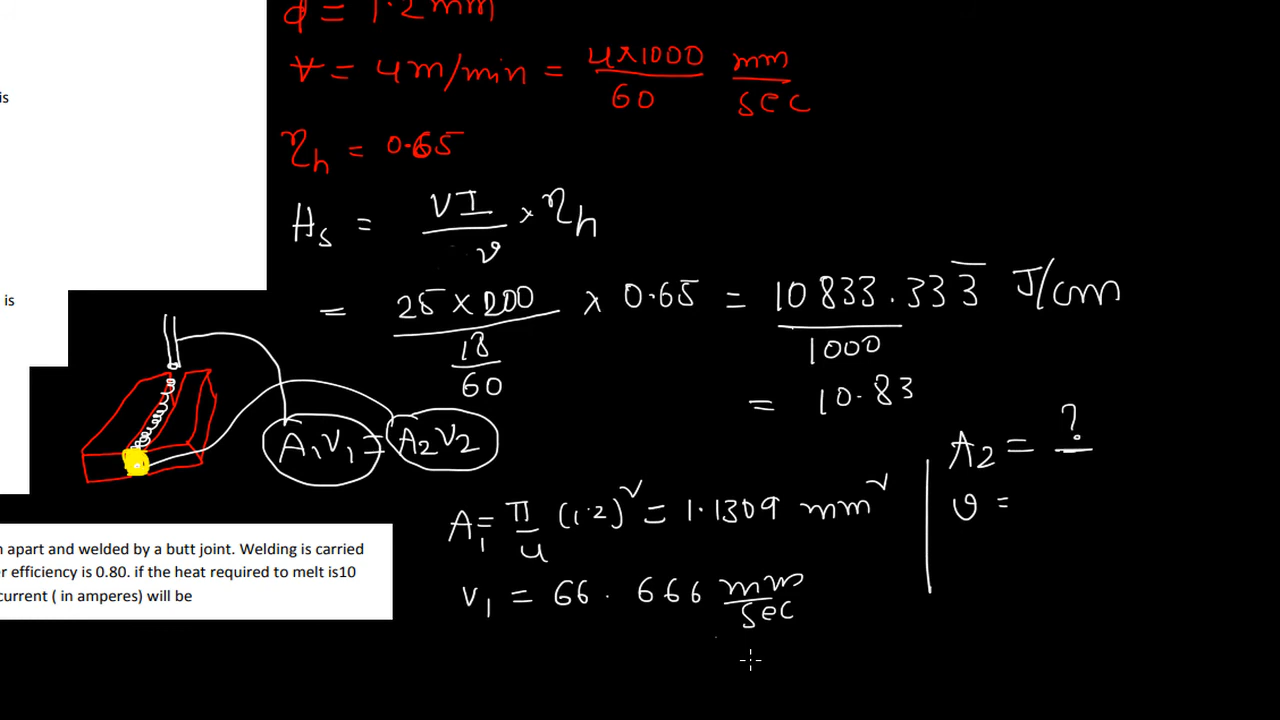 d = 1.2 mm
V = 4m/min = 4×1000/60 mm/sec
is
ηh = 0.65
Hs = VI/v × ηh
is
= 25 × 200/(18/60) × 0.65 = 10833.333̅/1000 J/cm
= 10.83
A1V1 = A2V2
A2 = ?
A1 = π/4 (1.2)² = 1.1309 mm²
v =
n apart and welded by a butt joint. Welding is carried
er efficiency is 0.80. if the heat required to melt is10
current ( in amperes) will be
V1 = 66.666 mm/sec